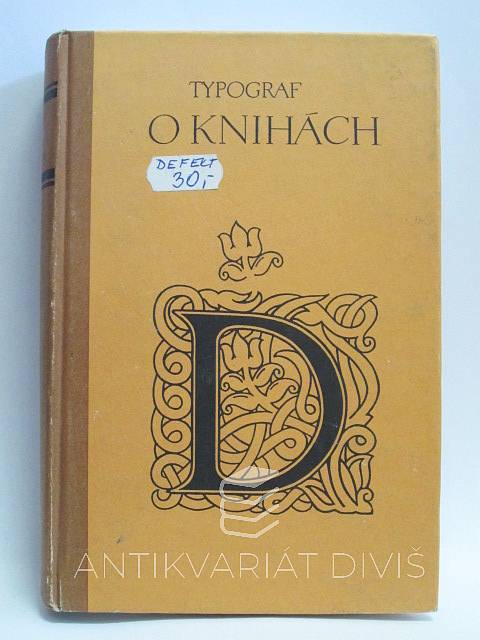 TYPOGRAF
O KNIHÁCH
DEFEKT
30,-
D
ANTIKVARIÁT DIVIŠ